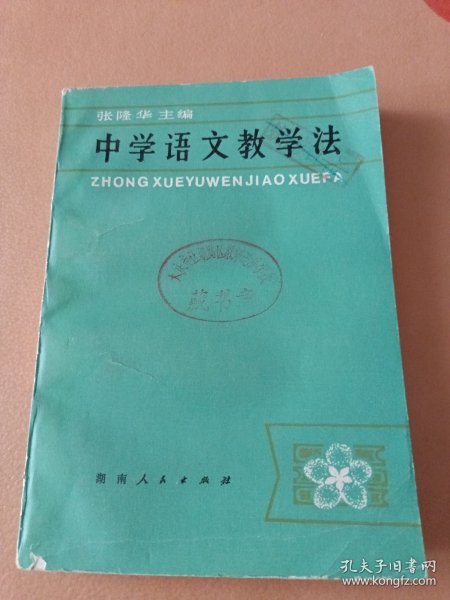 张隆华 主编
中学语文教学法
ZHONG XUEYUWENJIAO XUEFA
藏书章
湖南人民出版社
孔夫子旧书网
www.kongfz.com